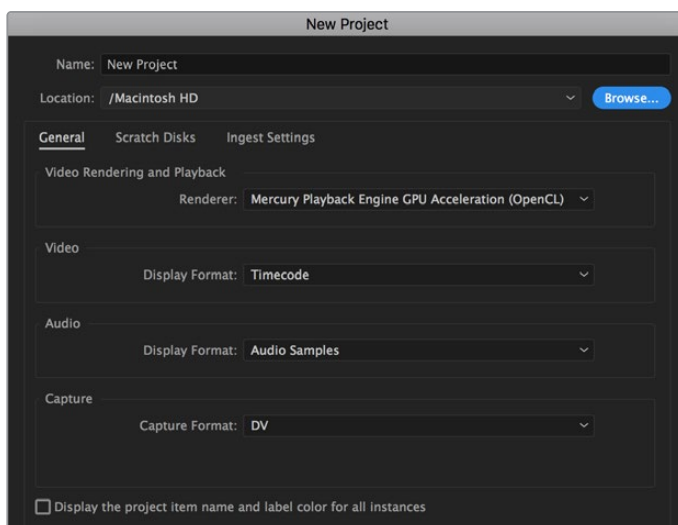 New Project
Name: New Project
Location: /Macintosh HD Browse...
General Scratch Disks Ingest Settings
Video Rendering and Playback
Renderer: Mercury Playback Engine GPU Acceleration (OpenCL)
Video
Display Format: Timecode
Audio
Display Format: Audio Samples
Capture
Capture Format: DV
Display the project item name and label color for all instances